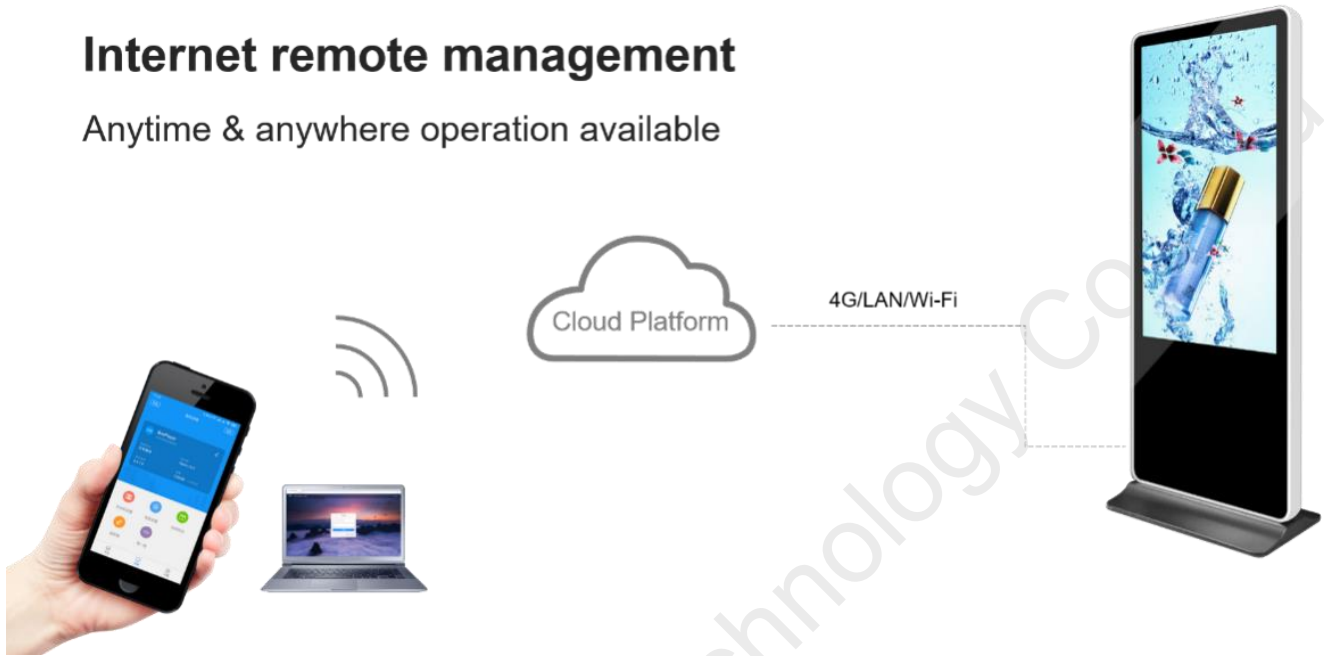 Internet remote management
Anytime & anywhere operation available
Cloud Platform
4G/LAN/Wi-Fi